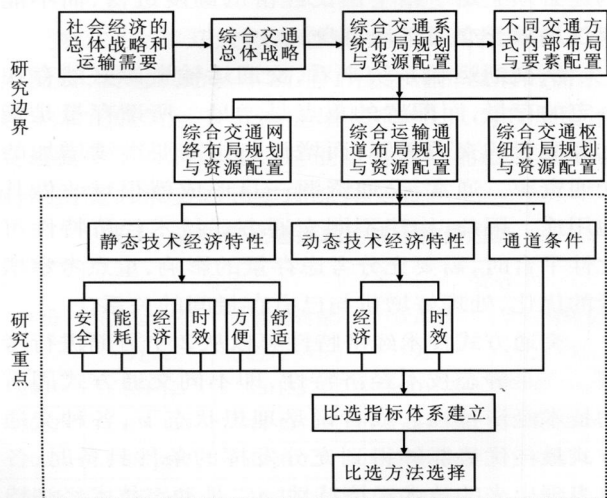 社会经济的
总体战略和
运输需要
综合交通
总体战略
综合交通系
统布局规划
与资源配置
不同交通方
式内部布局
与要素配置
研究边界
综合交通网
络布局规划
与资源配置
综合运输通
道布局规划
与资源配置
综合交通枢
纽布局规划
与资源配置
静态技术经济特性
动态技术经济特性
通道条件
研究重点
安全
能耗
经济
时效
方便
舒适
经济
时效
比选指标体系建立
比选方法选择